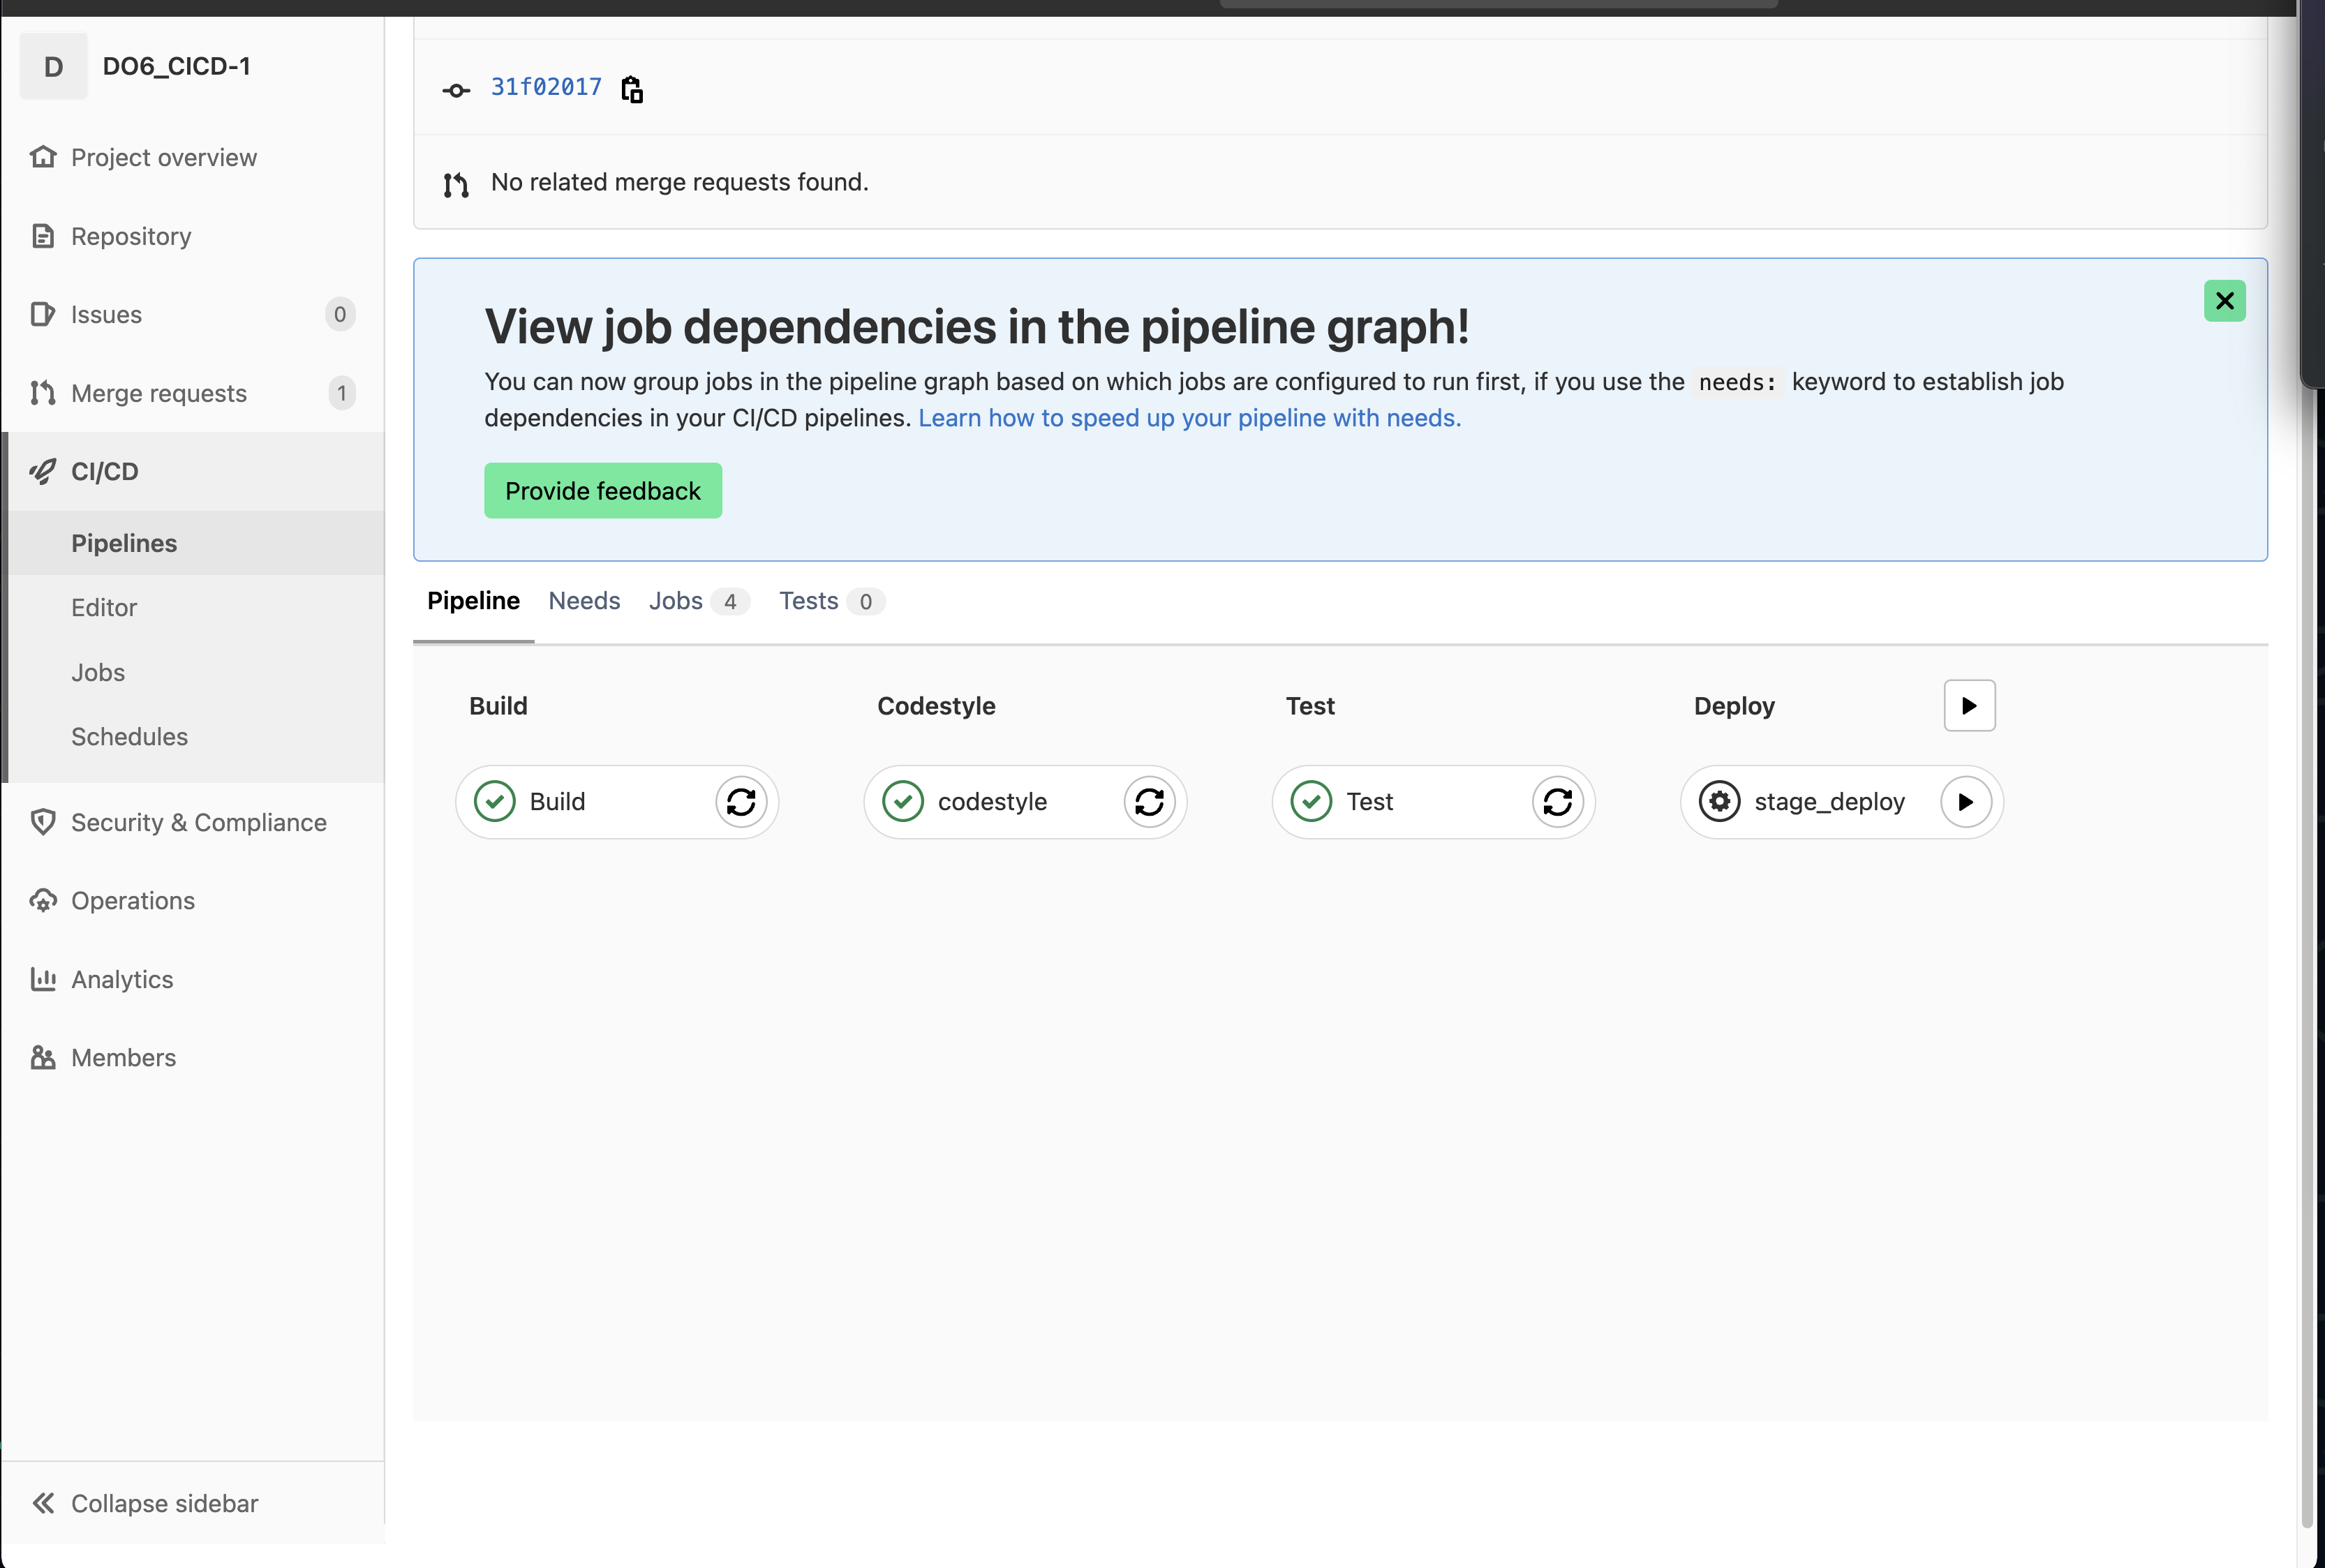 D DO6_CICD-1
Project overview
Repository
Issues 0
Merge requests 1
CI/CD
Pipelines
Editor
Jobs
Schedules
Security & Compliance
Operations
Analytics
Members
Collapse sidebar
31f02017
No related merge requests found.
View job dependencies in the pipeline graph!
You can now group jobs in the pipeline graph based on which jobs are configured to run first, if you use the needs: keyword to establish job
dependencies in your CI/CD pipelines. Learn how to speed up your pipeline with needs.
Provide feedback
Pipeline Needs Jobs 4 Tests 0
Build Codestyle Test Deploy
Build codestyle Test stage_deploy